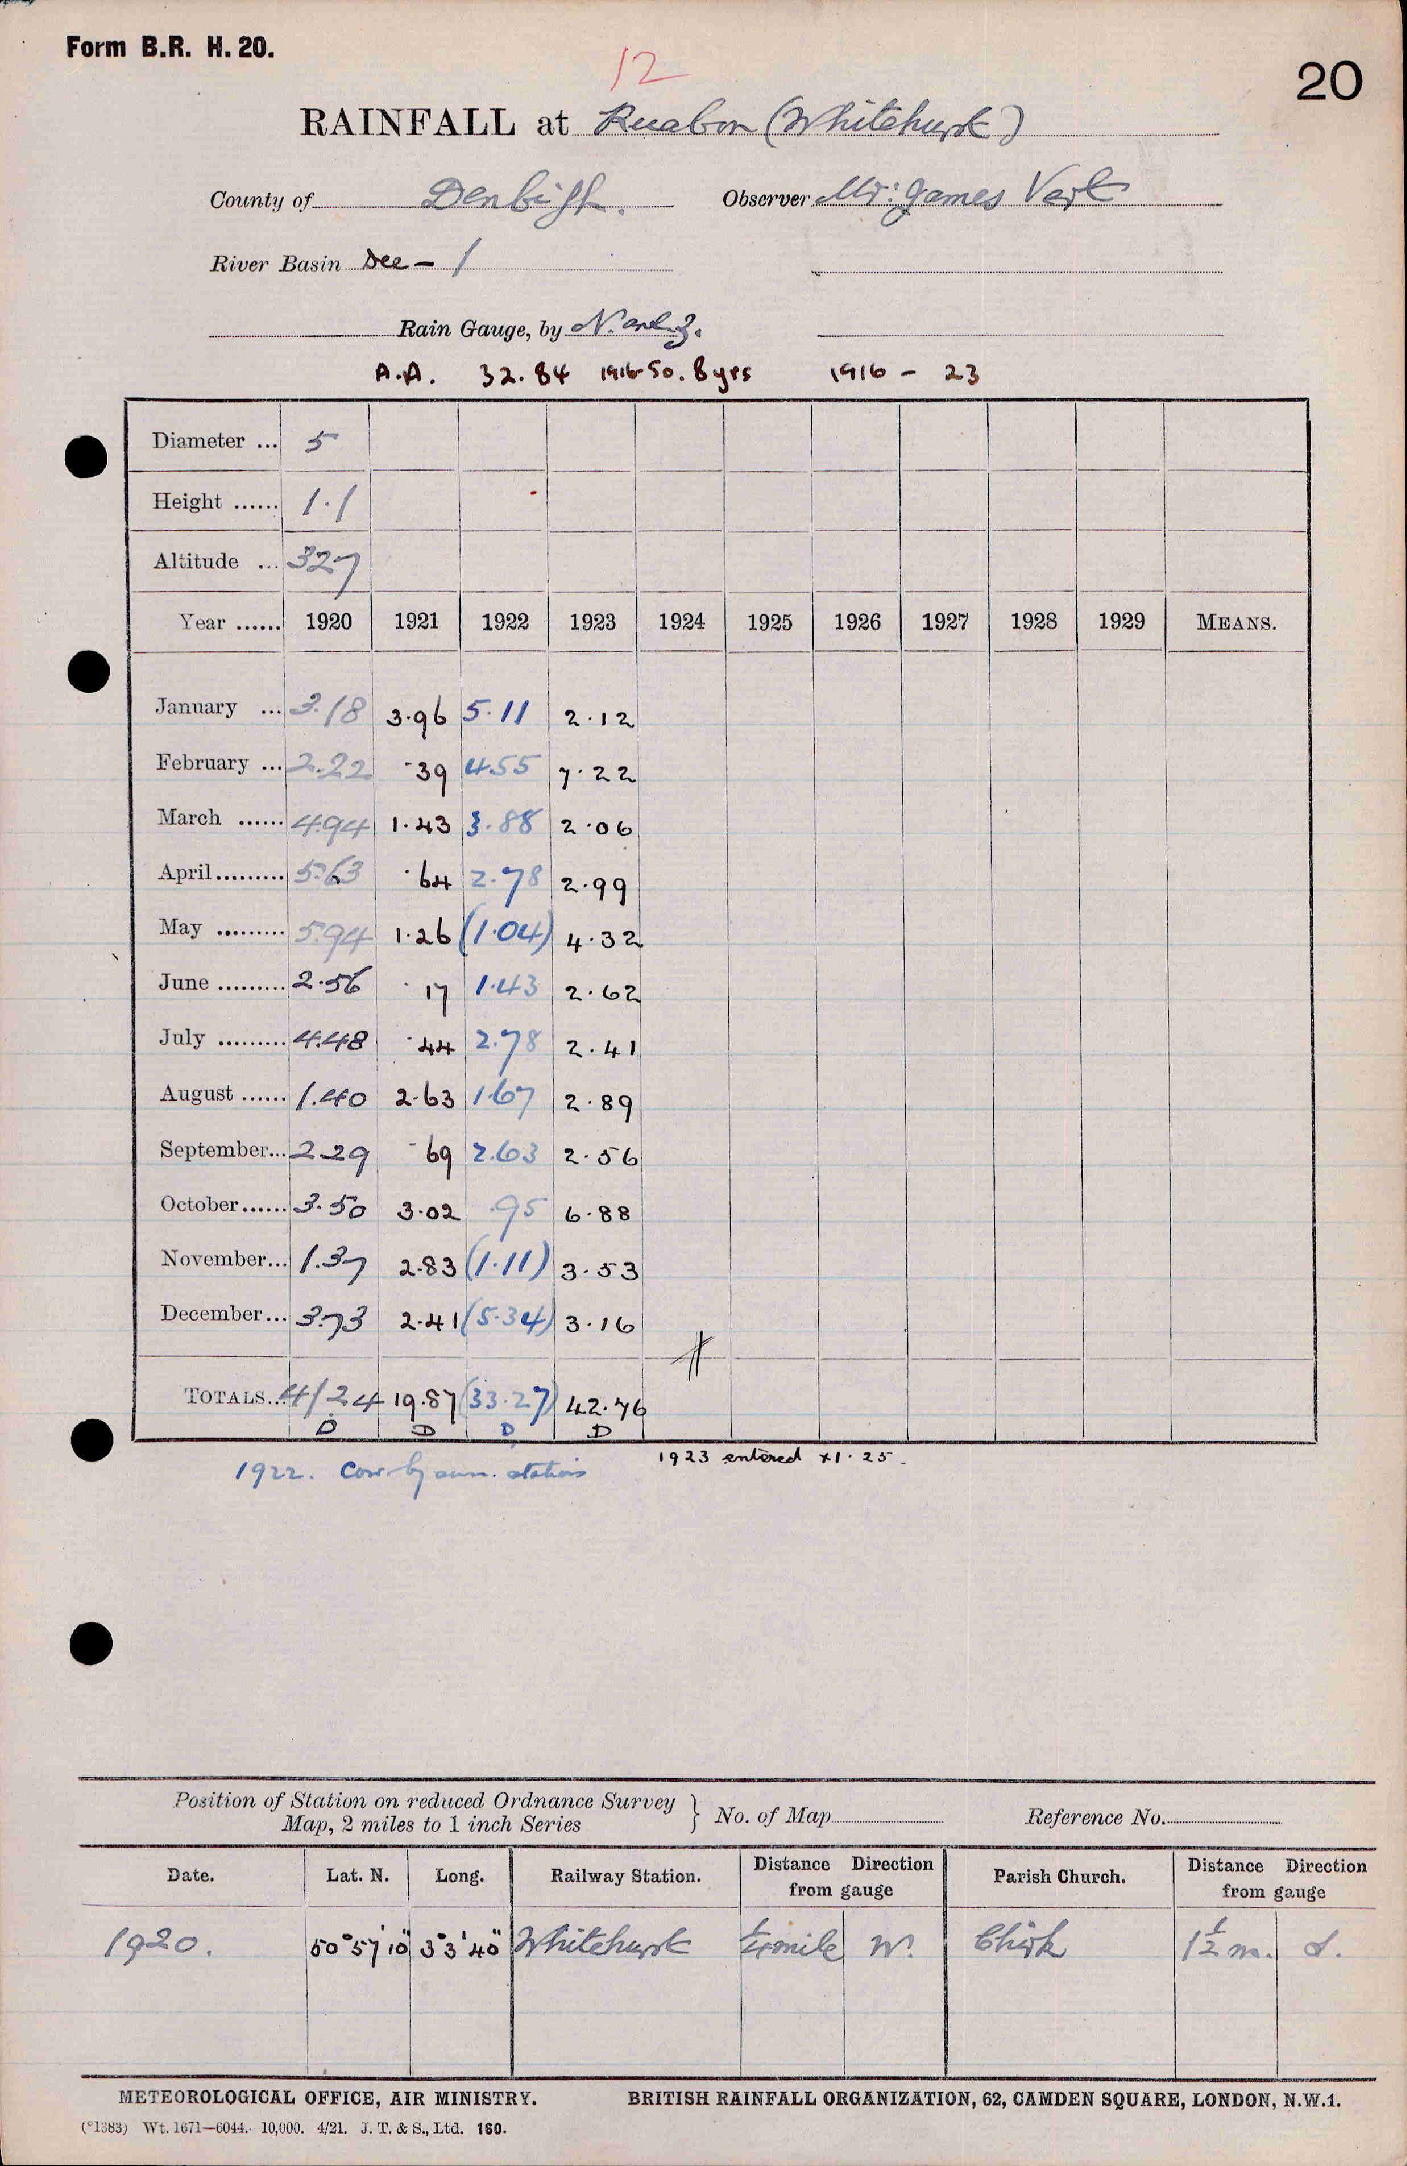 Form B.R. H. 20.
12
20
RAINFALL at Ruabon (Whitehurst)
County of Denbigh. Observer Mr: James Vert
River Basin Dee - 1
Rain Gauge, by N. and Z.
A.A. 32.84 1916-50. 8 yrs 1916 - 23
Diameter ... 5
Height ...... 1.1
Altitude ... 327
Year ...... 1920 1921 1922 1923 1924 1925 1926 1927 1928 1929 MEANS.
January ... 3.18 3.96 5.11 2.12
February ... 2.22 .39 4.55 7.22
March ...... 4.94 1.43 3.88 2.06
April ......... 5.63 .64 2.78 2.99
May ......... 5.94 1.26 (1.04) 4.32
June ......... 2.56 .17 1.43 2.62
July ......... 4.48 .44 2.78 2.41
August ...... 1.40 2.63 1.67 2.89
September... 2.29 .69 2.63 2.56
October...... 3.50 3.02 .95 6.88
November... 1.37 2.83 (1.11) 3.53
December... 3.73 2.41 (5.34) 3.16
TOTALS... 41.24 19.87 (33.27) 42.76
D D D D
1922. Corr. by surr. stations 1923 entered x1.25.
Position of Station on reduced Ordnance Survey Map, 2 miles to 1 inch Series } No. of Map Reference No.
Date. Lat. N. Long. Railway Station. Distance Direction from gauge Parish Church. Distance Direction from gauge
1920. 50° 57' 10" 3° 3' 40" Whitehurst ¼ mile W. Chirk 1½ m. S.
METEOROLOGICAL OFFICE, AIR MINISTRY. BRITISH RAINFALL ORGANIZATION, 62, CAMDEN SQUARE, LONDON, N.W.1.
(*1383) Wt. 1671—6044. 10,000. 4/21. J. T. & S., Ltd. 160.